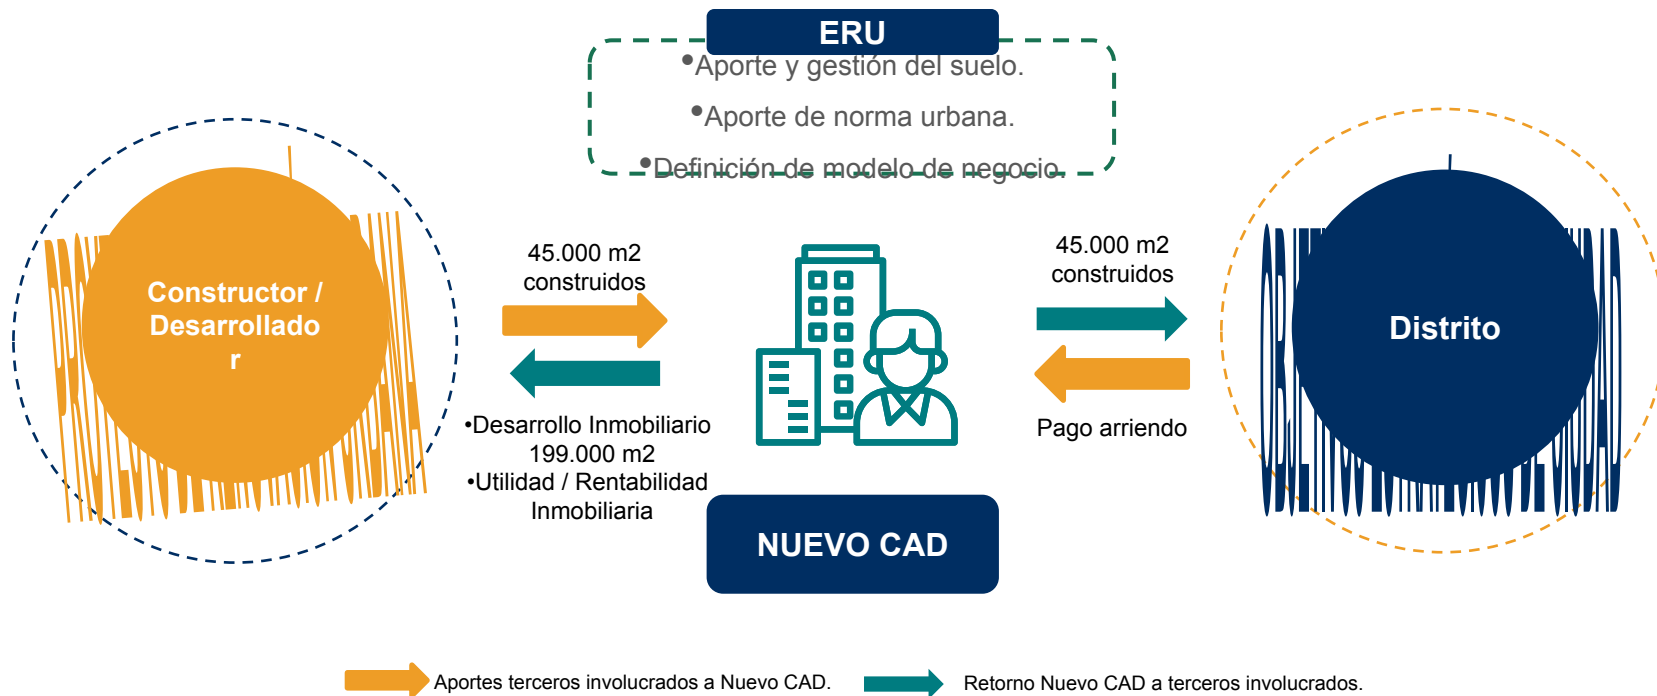 ERU
•Aporte y gestión del suelo.
•Aporte de norma urbana.
•Definición de modelo de negocio.
Constructor /
Desarrollado
r
45.000 m2
construidos
•Desarrollo Inmobiliario
199.000 m2
•Utilidad / Rentabilidad
Inmobiliaria
45.000 m2
construidos
Pago arriendo
Distrito
NUEVO CAD
Aportes terceros involucrados a Nuevo CAD.
Retorno Nuevo CAD a terceros involucrados.